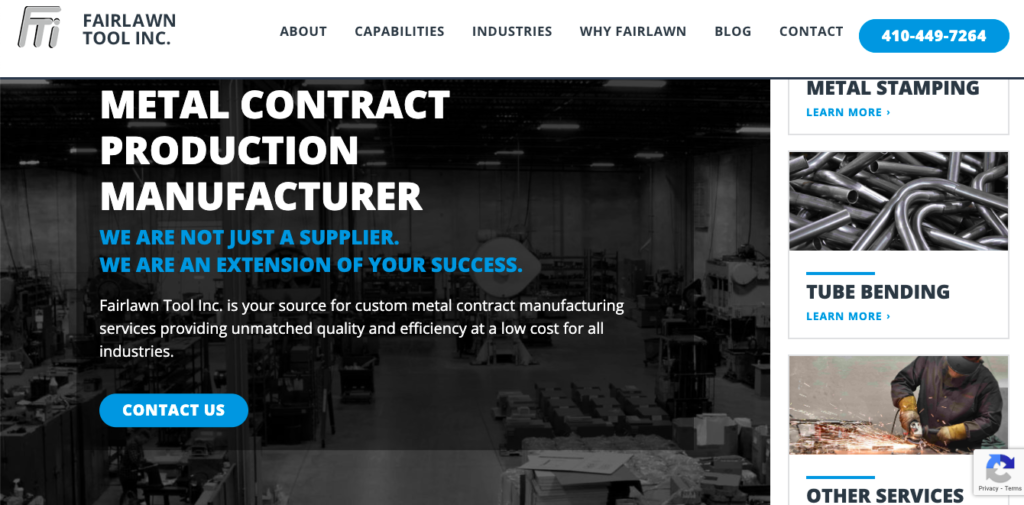 FTi
FAIRLAWN
TOOL INC.
ABOUT
CAPABILITIES
INDUSTRIES
WHY FAIRLAWN
BLOG
CONTACT
410-449-7264
METAL CONTRACT
PRODUCTION
MANUFACTURER
WE ARE NOT JUST A SUPPLIER.
WE ARE AN EXTENSION OF YOUR SUCCESS.
Fairlawn Tool Inc. is your source for custom metal contract manufacturing
services providing unmatched quality and efficiency at a low cost for all
industries.
CONTACT US
METAL STAMPING
LEARN MORE ›
TUBE BENDING
LEARN MORE ›
OTHER SERVICES
Privacy - Terms